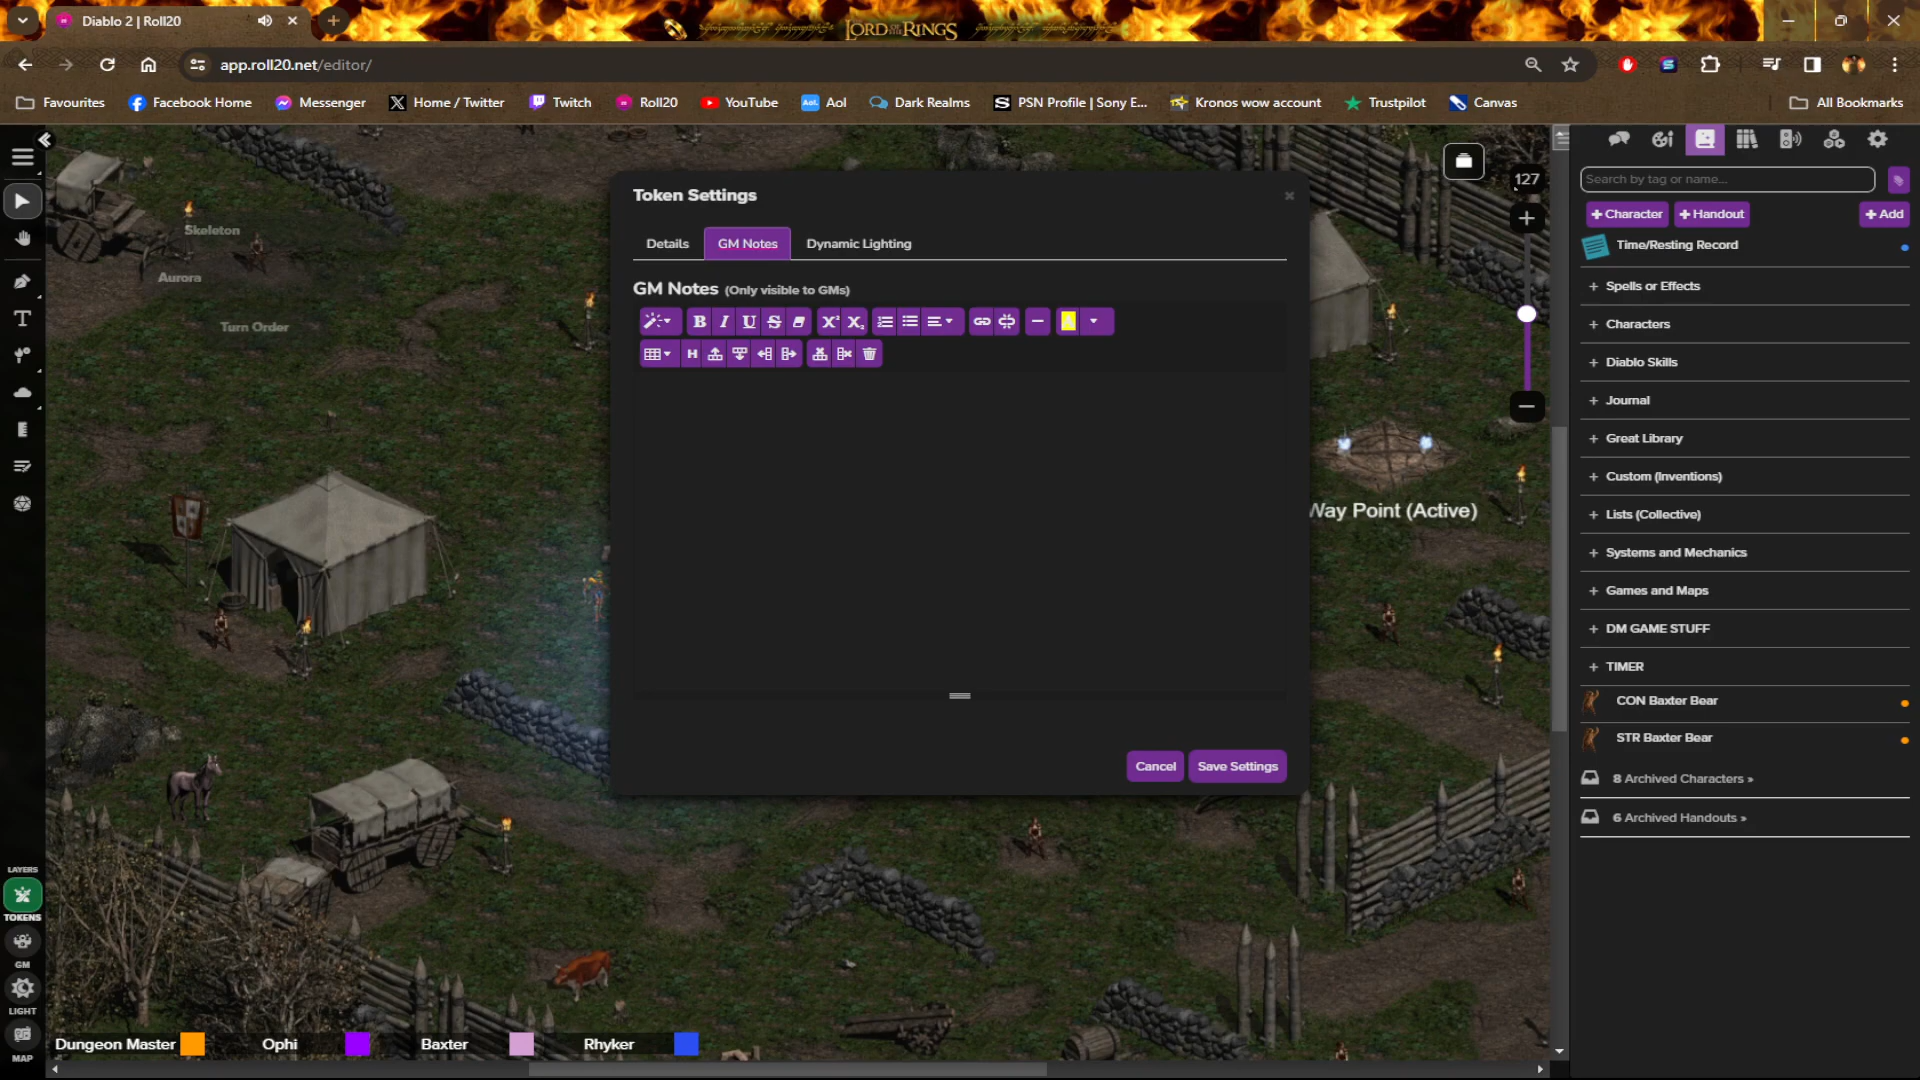 Diablo 2 | Roll20
THE LORD OF THE RINGS
app.roll20.net/editor/
Favourites
Facebook Home
Messenger
Home / Twitter
Twitch
Roll20
YouTube
Aol
Dark Realms
PSN Profile | Sony E...
Kronos wow account
Trustpilot
Canvas
All Bookmarks
Skeleton
Aurora
Turn Order
Token Settings
Details
GM Notes
Dynamic Lighting
GM Notes (Only visible to GMs)
B I U S X² X₂
H
Cancel
Save Settings
127
Way Point (Active)
Search by tag or name...
+ Character
+ Handout
+ Add
Time/Resting Record
+ Spells or Effects
+ Characters
+ Diablo Skills
+ Journal
+ Great Library
+ Custom (Inventions)
+ Lists (Collective)
+ Systems and Mechanics
+ Games and Maps
+ DM GAME STUFF
+ TIMER
CON Baxter Bear
STR Baxter Bear
8 Archived Characters »
6 Archived Handouts »
LAYERS
TOKENS
GM
LIGHT
MAP
Dungeon Master
Ophi
Baxter
Rhyker